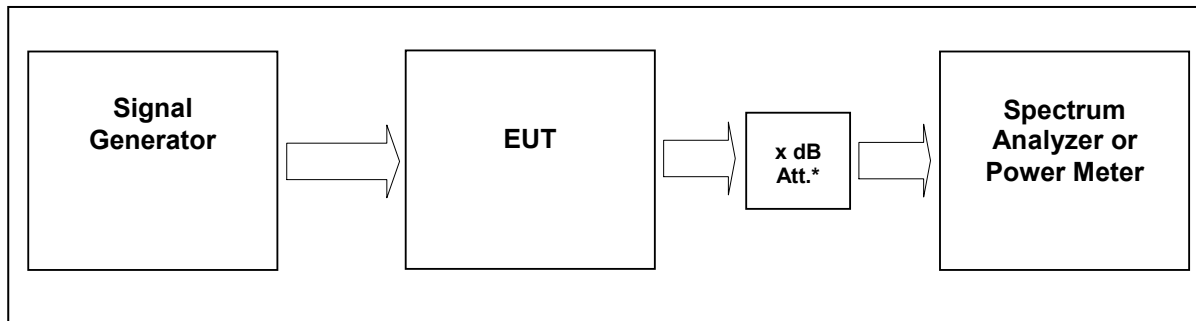 Signal
Generator
EUT
x dB
Att.*
Spectrum
Analyzer or
Power Meter